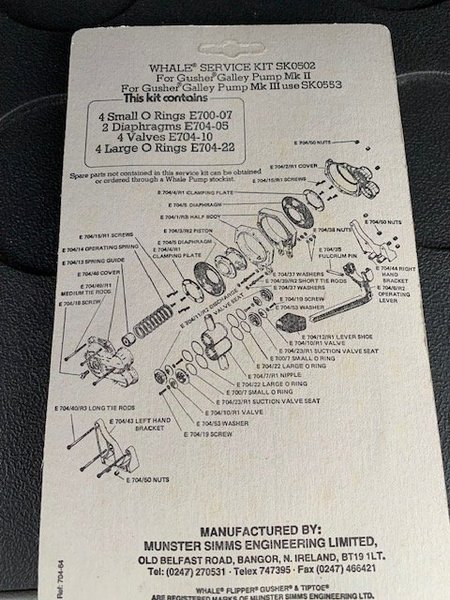 WHALE® SERVICE KIT SK0502
For Gusher® Galley Pump Mk II
For Gusher® Galley Pump Mk III use SK0553
This kit contains
4 Small O Rings E700-07
2 Diaphragms E704-05
4 Valves E704-10
4 Large O Rings E704-22
Spare parts not contained in this service kit can be obtained
or ordered through a Whale Pump stockist.
E 704/50 NUTS
E 704/2/R1 COVER
E 704/15/R1 SCREWS
E 704/4/R1 CLAMPING PLATE
E 704/5 DIAPHRAGM
E 704/1/R5 HALF BODY
E 704/3/R2 PISTON
E 704/5 DIAPHRAGM
E 704/4/R1
CLAMPING PLATE
E 704/15/R1 SCREWS
E 704/14 OPERATING SPRING
E 704/13 SPRING GUIDE
E 704/46 COVER
MEDIUM TIE RODS
E 704/18 SCREW
E 704/50 NUTS
E 704/38 NUTS
E 704/35
FULCRUM PIN
E 704/44 RIGHT
HAND
BRACKET
OPERATING
LEVER
E 704/37 WASHERS
E 704/39/R2 SHORT TIE RODS
E 704/37 WASHERS
E 704/19 SCREW
E 704/53 WASHER
DISCHARGE
VALVE SEAT
E 704/12/R1 LEVER SHOE
E 704/10/R1 VALVE
E 704/23/R1 SUCTION VALVE SEAT
E 700/7 SMALL O RING
E 704/22 LARGE O RING
E 704/7/R1 NIPPLE
E 704/22 LARGE O RING
E 700/7 SMALL O RING
E 704/23/R1 SUCTION VALVE SEAT
E 704/10/R1 VALVE
E 704/53 WASHER
E 704/19 SCREW
E 704/40/R3 LONG TIE RODS
E 704/43 LEFT HAND
BRACKET
E 704/50 NUTS
MANUFACTURED BY:
MUNSTER SIMMS ENGINEERING LIMITED,
OLD BELFAST ROAD, BANGOR, N. IRELAND, BT19 1LT.
Tel: (0247) 270531 · Telex 747395 · Fax (0247) 466421
WHALE® FLIPPER® GUSHER® & TIPTOE®
ARE REGISTERED MARKS OF MUNSTER SIMMS ENGINEERING LTD.
Ref: 704-64